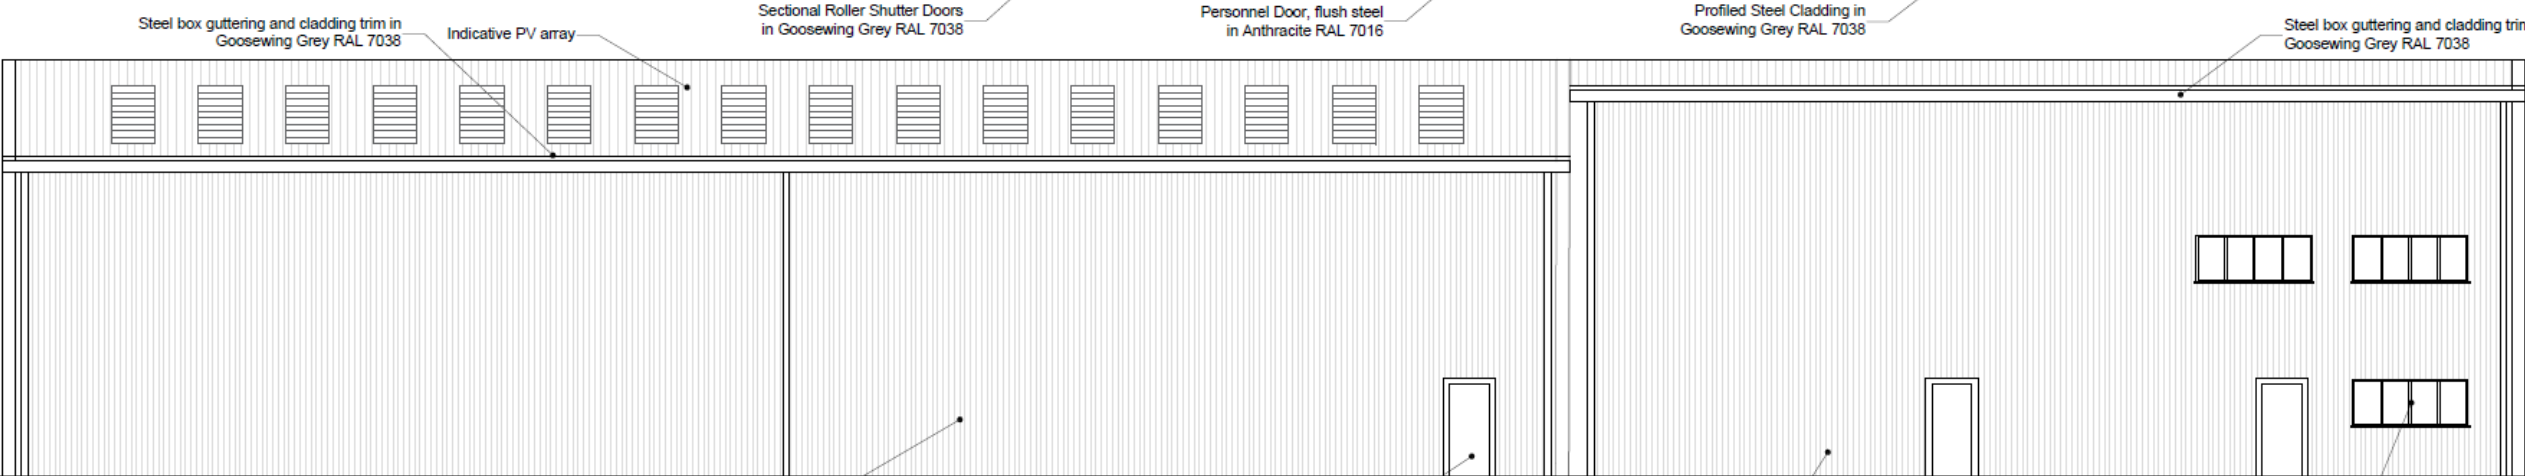 Steel box guttering and cladding trim in
Goosewing Grey RAL 7038
Indicative PV array
Sectional Roller Shutter Doors
in Goosewing Grey RAL 7038
Personnel Door, flush steel
in Anthracite RAL 7016
Profiled Steel Cladding in
Goosewing Grey RAL 7038
Steel box guttering and cladding trim
Goosewing Grey RAL 7038